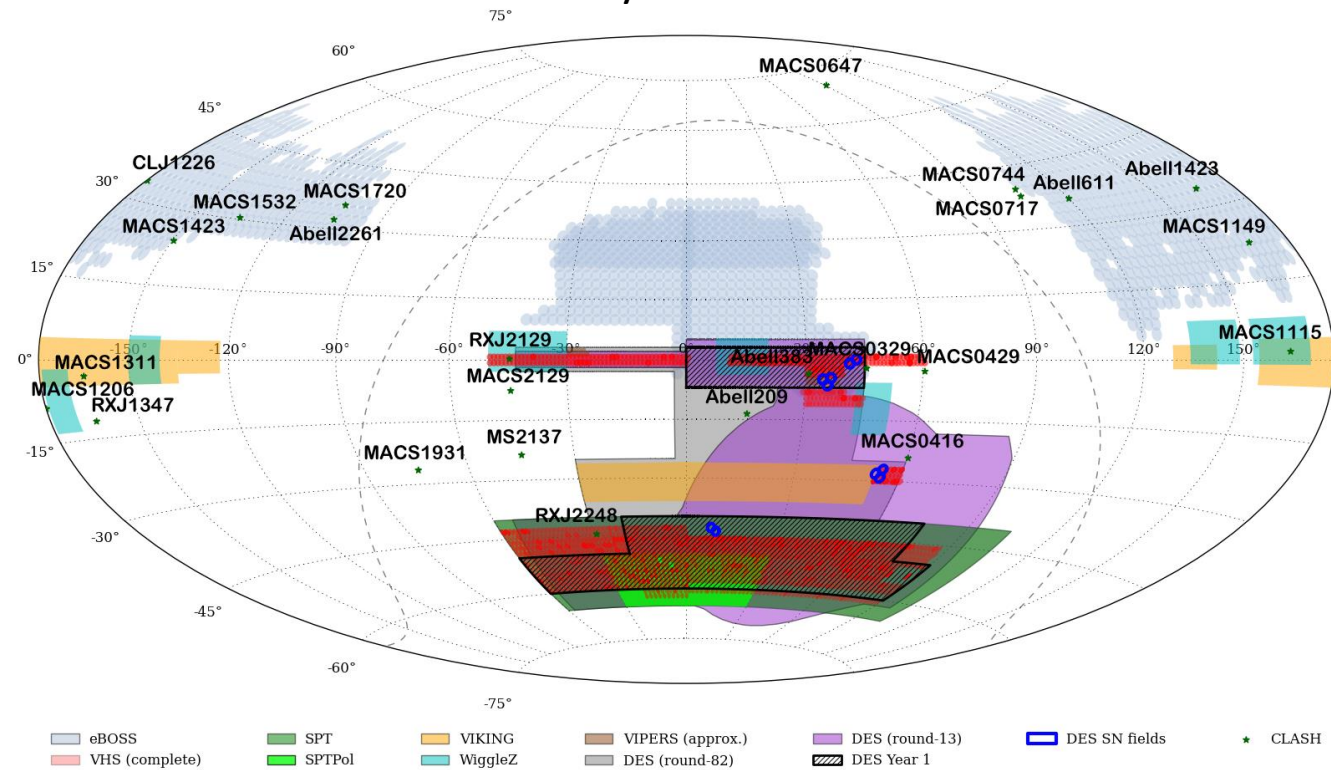 75°
60°
MACS0647
45°
CLJ1226
30°
MACS1532
MACS1720
MACS1423
Abell2261
MACS0744
Abell611
Abell1423
MACS0717
MACS1149
15°
RXJ2129
MACS1115
0°
-150°
-120°
-90°
-60°
-30°
60°
90°
120°
150°
MACS1311
Abell383
MACS0329
MACS0429
MACS1206
RXJ1347
MACS2129
Abell209
-15°
MACS1931
MS2137
MACS0416
RXJ2248
-30°
-45°
-60°
-75°
eBOSS
SPT
VIKING
VIPERS (approx.)
DES (round-13)
DES SN fields
CLASH
VHS (complete)
SPTPol
WiggleZ
DES (round-82)
DES Year 1